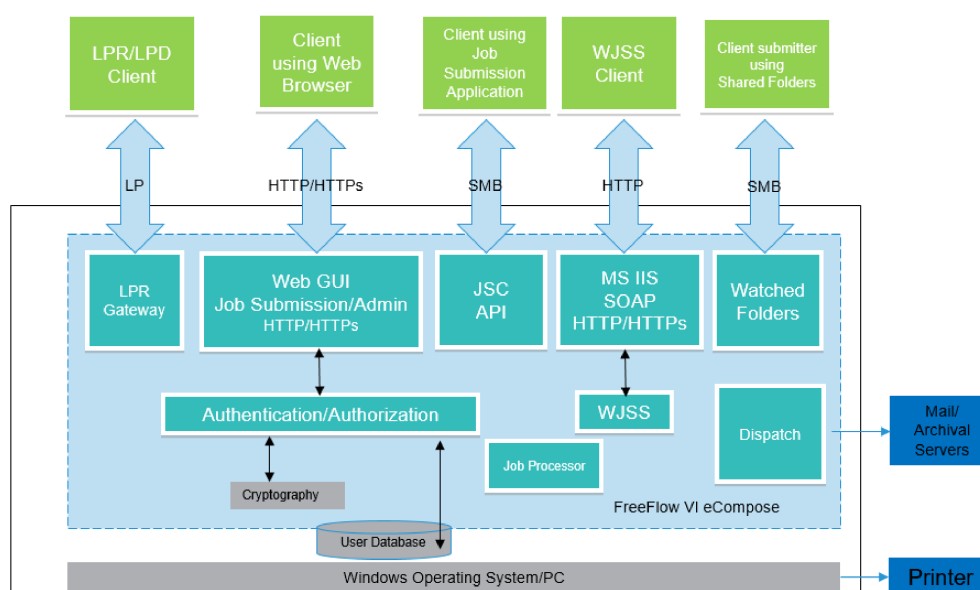 LPR/LPD
Client
Client
using Web
Browser
Client using
Job
Submission
Application
WJSS
Client
Client submitter
using
Shared Folders
LP
HTTP/HTTPs
SMB
HTTP
SMB
LPR
Gateway
Web GUI
Job Submission/Admin
HTTP/HTTPs
JSC
API
MS IIS
SOAP
HTTP/HTTPs
Watched
Folders
Authentication/Authorization
WJSS
Dispatch
Mail/
Archival
Servers
Job Processor
Cryptography
FreeFlow VI eCompose
User Database
Windows Operating System/PC
Printer